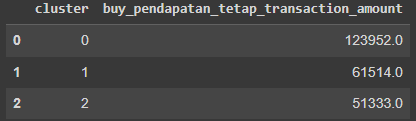 cluster buy_pendapatan_tetap_transaction_amount
0 0 123952.0
1 1 61514.0
2 2 51333.0